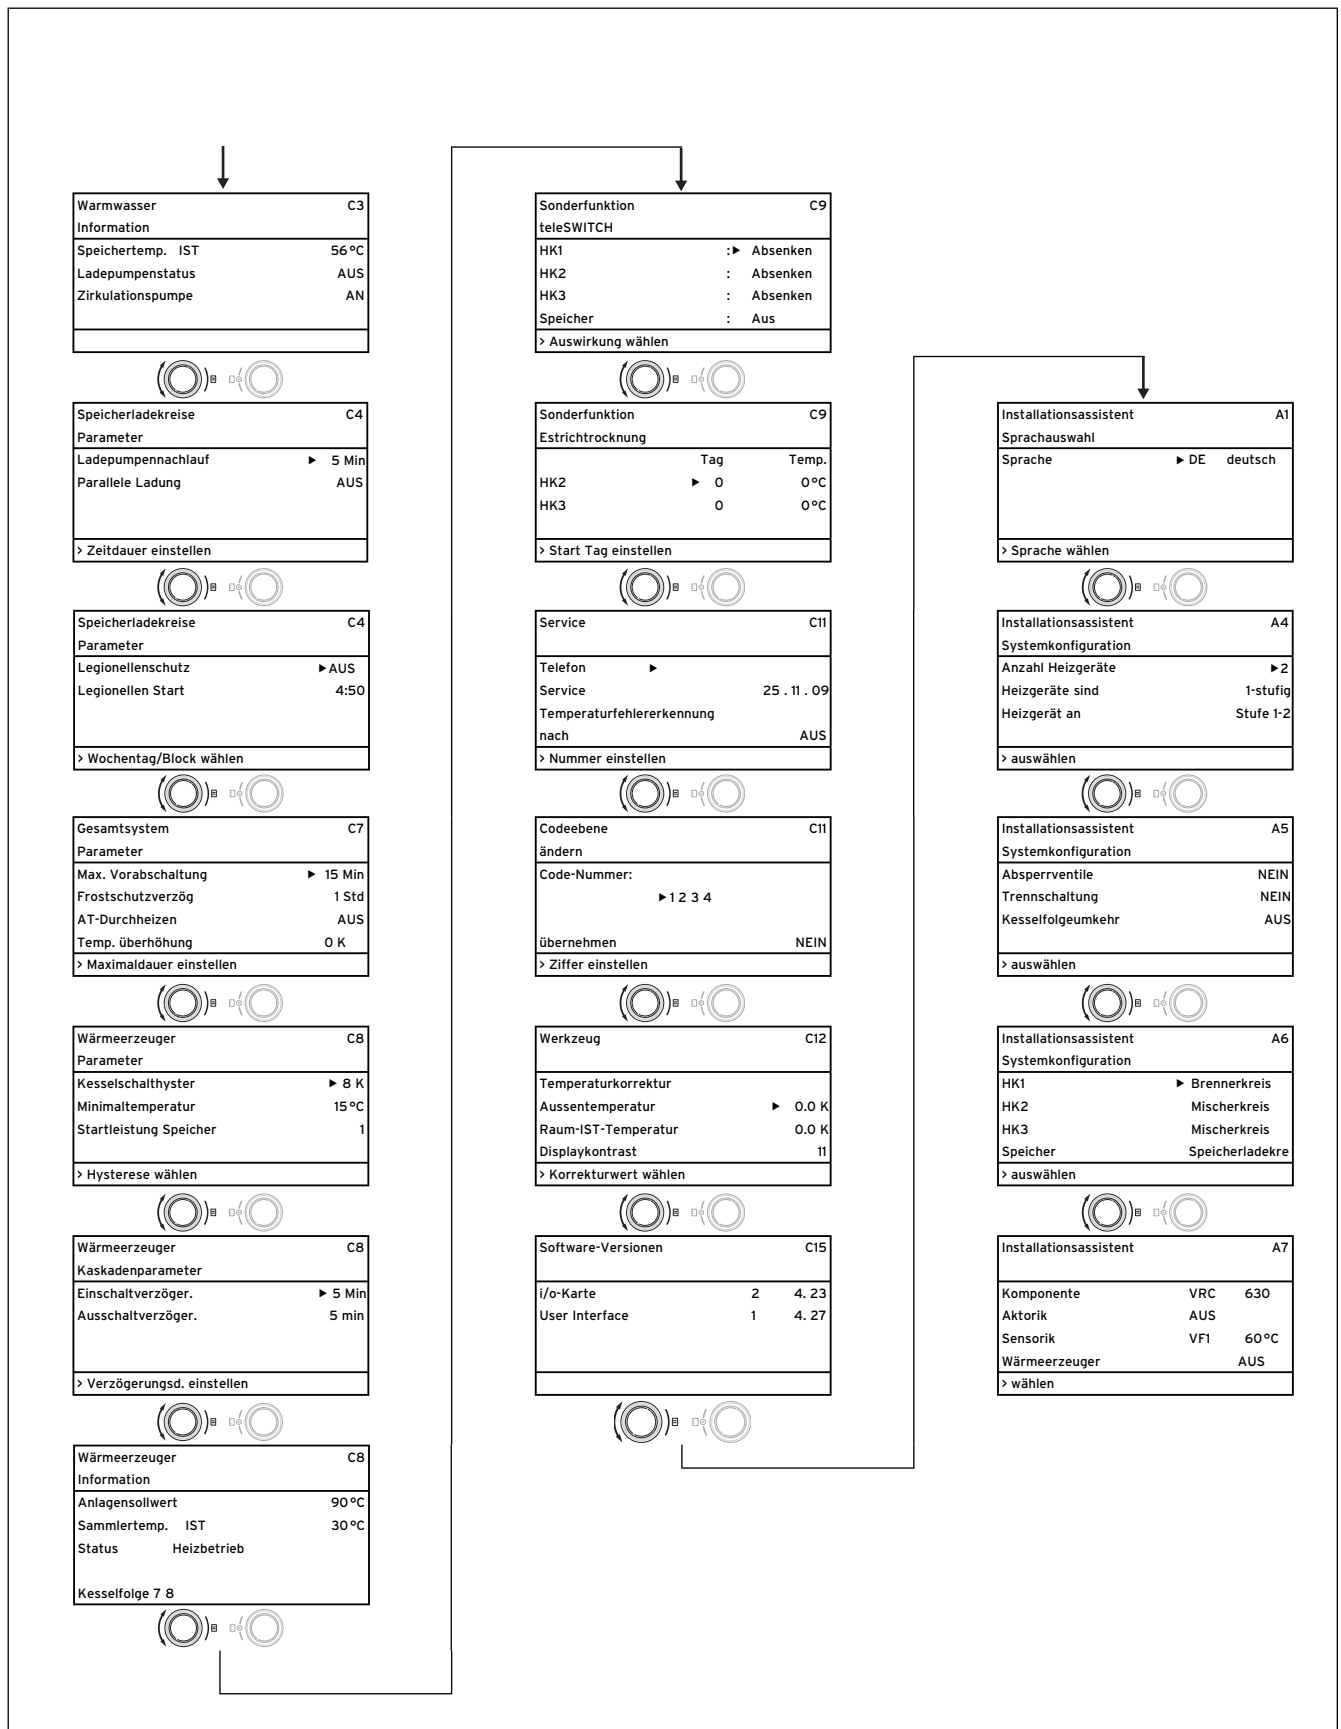 Warmwasser C3
Information
Speichertemp. IST 56°C
Ladepumpenstatus AUS
Zirkulationspumpe AN
Speicherladekreise C4
Parameter
Ladepumpennachlauf ► 5 Min
Parallele Ladung AUS
> Zeitdauer einstellen
Speicherladekreise C4
Parameter
Legionellenschutz ►AUS
Legionellen Start 4:50
> Wochentag/Block wählen
Gesamtsystem C7
Parameter
Max. Vorabschaltung ► 15 Min
Frostschutzverzög 1 Std
AT-Durchheizen AUS
Temp. überhöhung 0 K
> Maximaldauer einstellen
Wärmeerzeuger C8
Parameter
Kesselschalthyster ► 8 K
Minimaltemperatur 15°C
Startleistung Speicher 1
> Hysterese wählen
Wärmeerzeuger C8
Kaskadenparameter
Einschaltverzöger. ► 5 Min
Ausschaltverzöger. 5 min
> Verzögerungsd. einstellen
Wärmeerzeuger C8
Information
Anlagensollwert 90°C
Sammlertemp. IST 30°C
Status Heizbetrieb
Kesselfolge 7 8
Sonderfunktion C9
teleSWITCH
HK1 :► Absenken
HK2 : Absenken
HK3 : Absenken
Speicher : Aus
> Auswirkung wählen
Sonderfunktion C9
Estrichtrocknung
Tag Temp.
HK2 ► 0 0°C
HK3 0 0°C
> Start Tag einstellen
Service C11
Telefon ►
Service 25 . 11 . 09
Temperaturfehlererkennung
nach AUS
> Nummer einstellen
Codeebene C11
ändern
Code-Nummer:
►1 2 3 4
übernehmen NEIN
> Ziffer einstellen
Werkzeug C12
Temperaturkorrektur
Aussentemperatur ► 0.0 K
Raum-IST-Temperatur 0.0 K
Displaykontrast 11
> Korrekturwert wählen
Software-Versionen C15
i/o-Karte 2 4. 23
User Interface 1 4. 27
Installationsassistent A1
Sprachauswahl
Sprache ► DE deutsch
> Sprache wählen
Installationsassistent A4
Systemkonfiguration
Anzahl Heizgeräte ►2
Heizgeräte sind 1-stufig
Heizgerät an Stufe 1-2
> auswählen
Installationsassistent A5
Systemkonfiguration
Absperrventile NEIN
Trennschaltung NEIN
Kesselfolgeumkehr AUS
> auswählen
Installationsassistent A6
Systemkonfiguration
HK1 ► Brennerkreis
HK2 Mischerkreis
HK3 Mischerkreis
Speicher Speicherladekre
> auswählen
Installationsassistent A7
Komponente VRC 630
Aktorik AUS
Sensorik VF1 60°C
Wärmeerzeuger AUS
> wählen